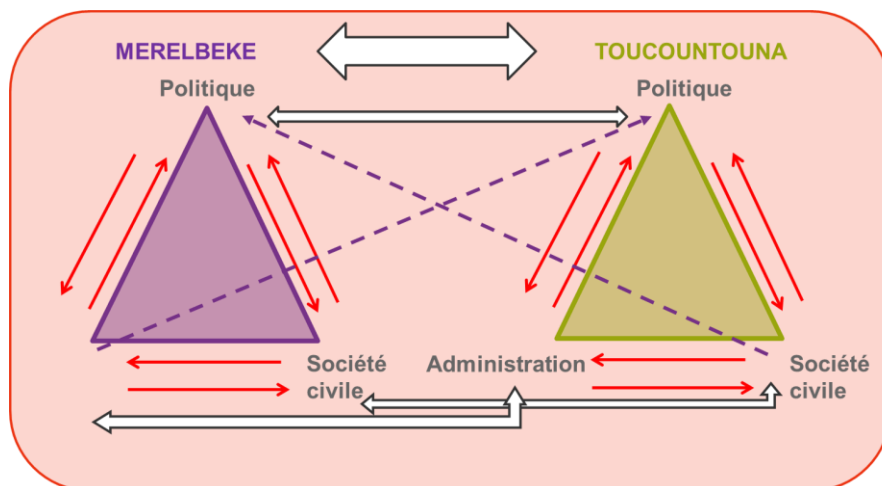 MERELBEKE
TOUCOUNTOUNA
Politique
Politique
Société
civile
Administration
Société
civile